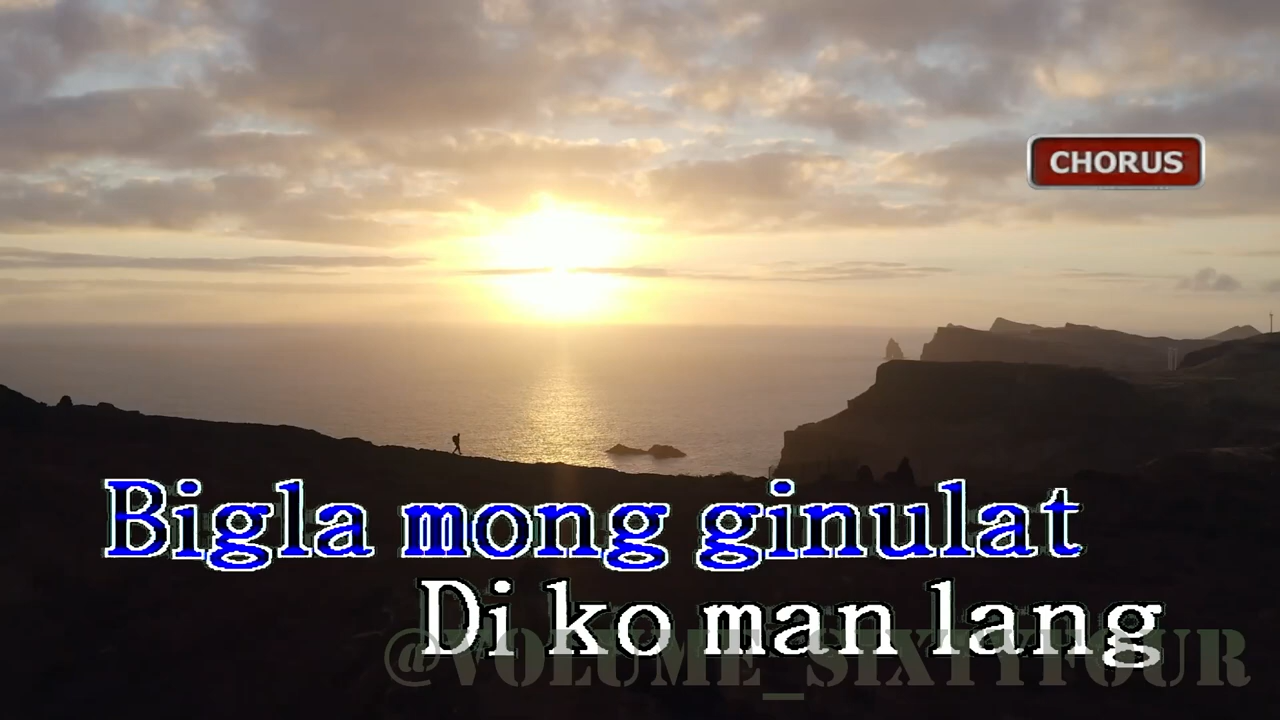 CHORUS
Bigla mong ginulat
Di ko man lang
@VOLUME_SIXTYFOUR